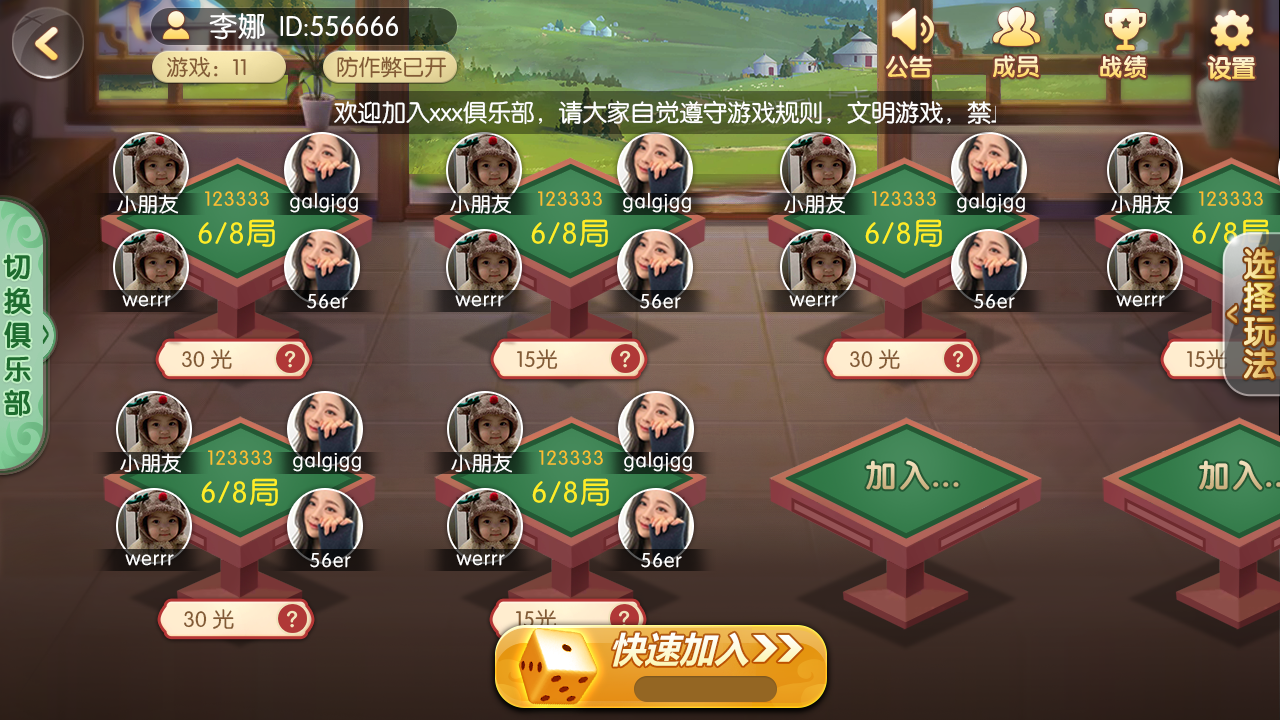 李娜 ID:556666
游戏：11
防作弊已开
公告
成员
战绩
设置
欢迎加入xxx俱乐部，请大家自觉遵守游戏规则，文明游戏，禁
小朋友
123333
galgjgg
6/8局
werrr
56er
30 光
?
小朋友
123333
galgjgg
6/8局
werrr
56er
15光
?
小朋友
123333
galgjgg
6/8局
werrr
56er
30 光
?
小朋友
123333
6/8局
werrr
15光
切换俱乐部
选择玩法
小朋友
123333
galgjgg
6/8局
werrr
56er
30 光
?
小朋友
123333
galgjgg
6/8局
werrr
56er
15光
?
加入...
加入..
快速加入